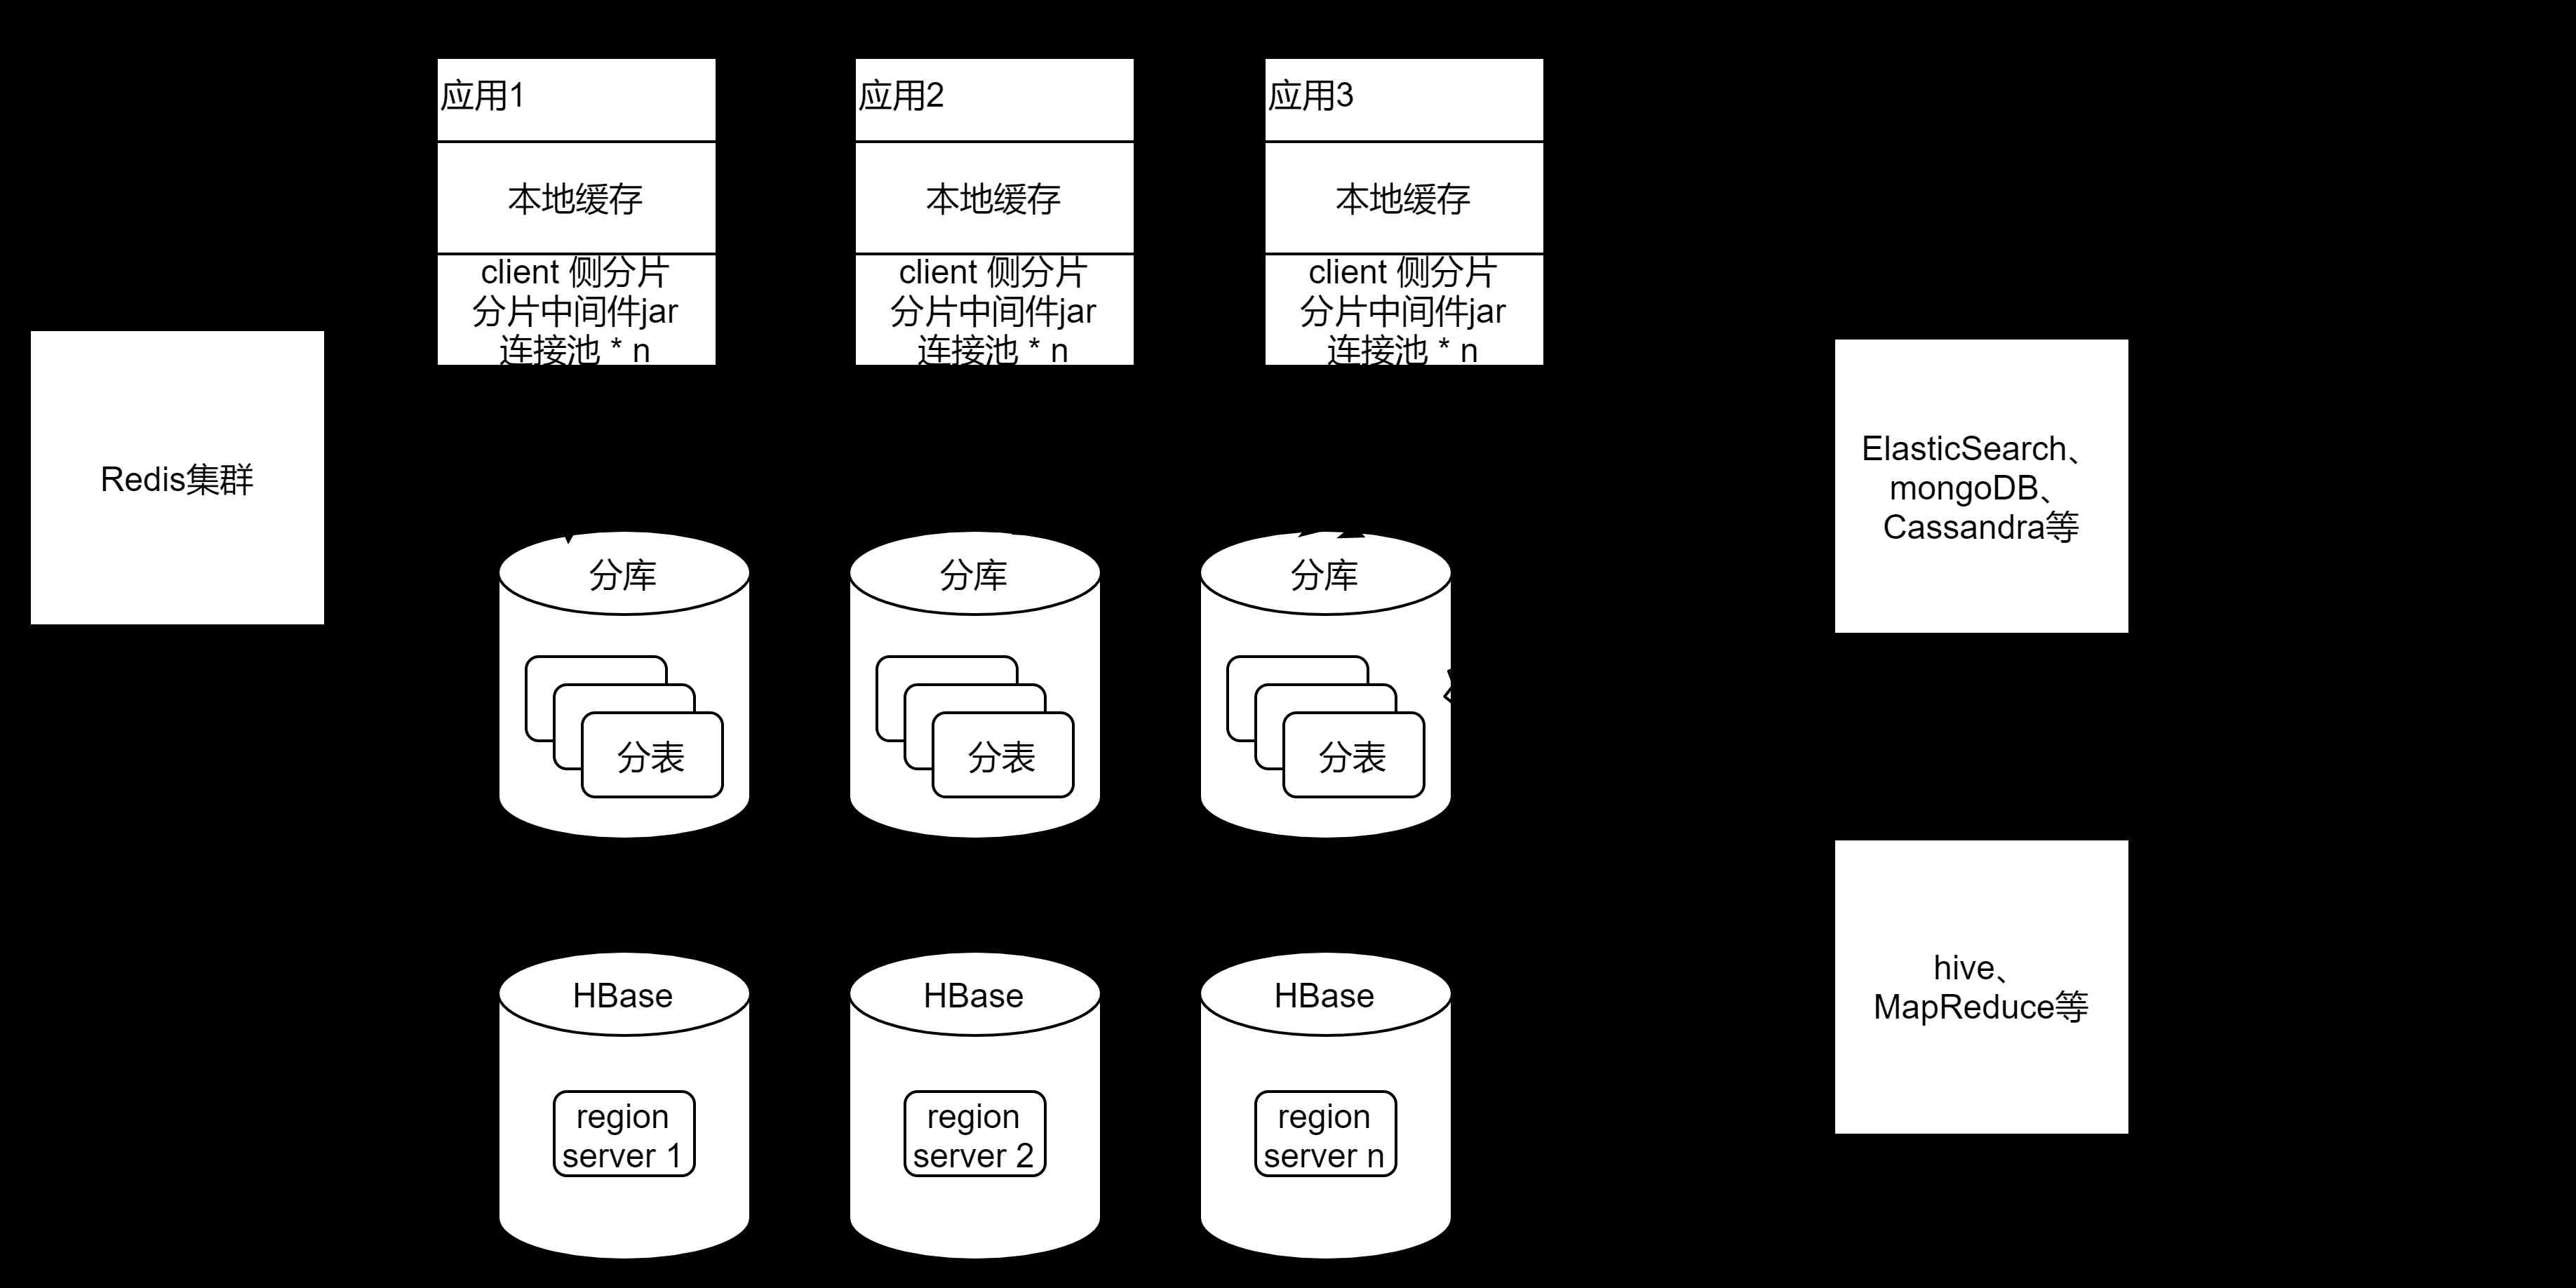 应用1
本地缓存
client 侧分片
分片中间件jar
连接池 * n
应用2
本地缓存
client 侧分片
分片中间件jar
连接池 * n
应用3
本地缓存
client 侧分片
分片中间件jar
连接池 * n
Redis集群
ElasticSearch、
mongoDB、
Cassandra等
分库
分表
分库
分表
分库
分表
HBase
region
server 1
HBase
region
server 2
HBase
region
server n
hive、
MapReduce等